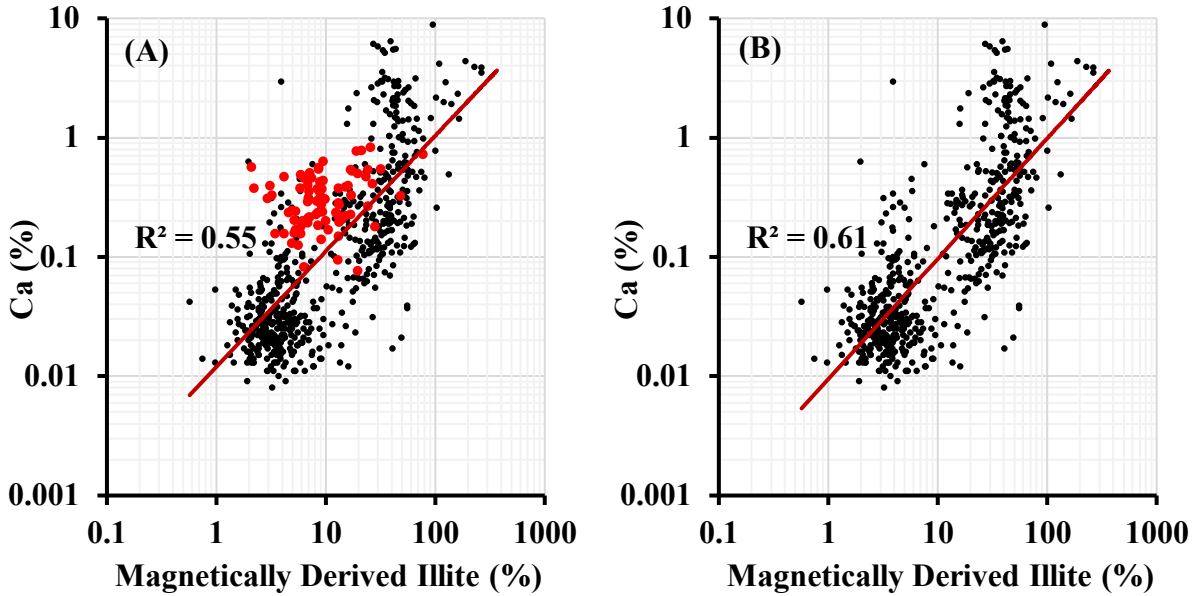 (A)
Ca (%)
10
1
0.1
0.01
0.001
R² = 0.55
0.1 1 10 100 1000
Magnetically Derived Illite (%)
(B)
Ca (%)
10
1
0.1
0.01
0.001
R² = 0.61
0.1 1 10 100 1000
Magnetically Derived Illite (%)